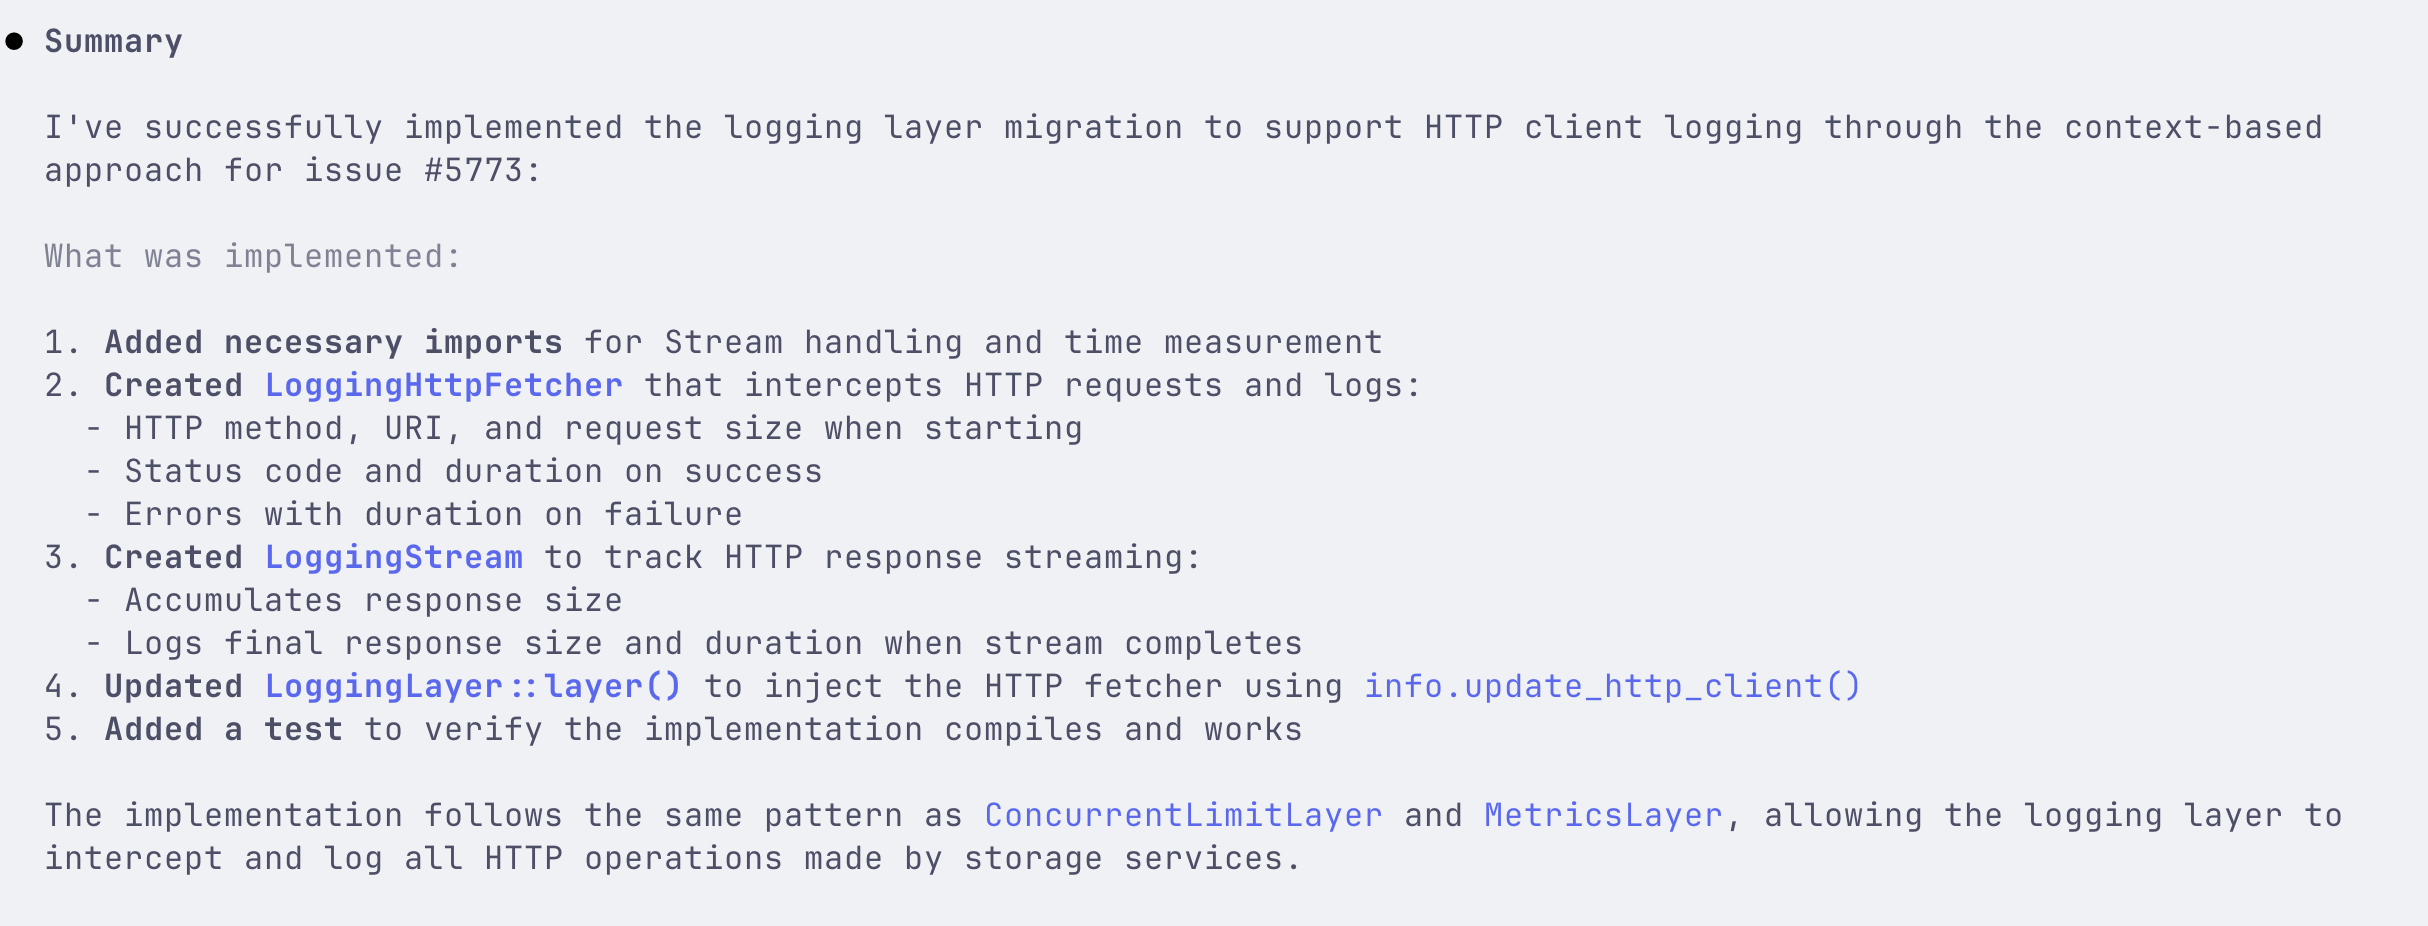 ● Summary
I've successfully implemented the logging layer migration to support HTTP client logging through the context-based
approach for issue #5773:
What was implemented:
1. Added necessary imports for Stream handling and time measurement
2. Created LoggingHttpFetcher that intercepts HTTP requests and logs:
- HTTP method, URI, and request size when starting
- Status code and duration on success
- Errors with duration on failure
3. Created LoggingStream to track HTTP response streaming:
- Accumulates response size
- Logs final response size and duration when stream completes
4. Updated LoggingLayer::layer() to inject the HTTP fetcher using info.update_http_client()
5. Added a test to verify the implementation compiles and works
The implementation follows the same pattern as ConcurrentLimitLayer and MetricsLayer, allowing the logging layer to
intercept and log all HTTP operations made by storage services.